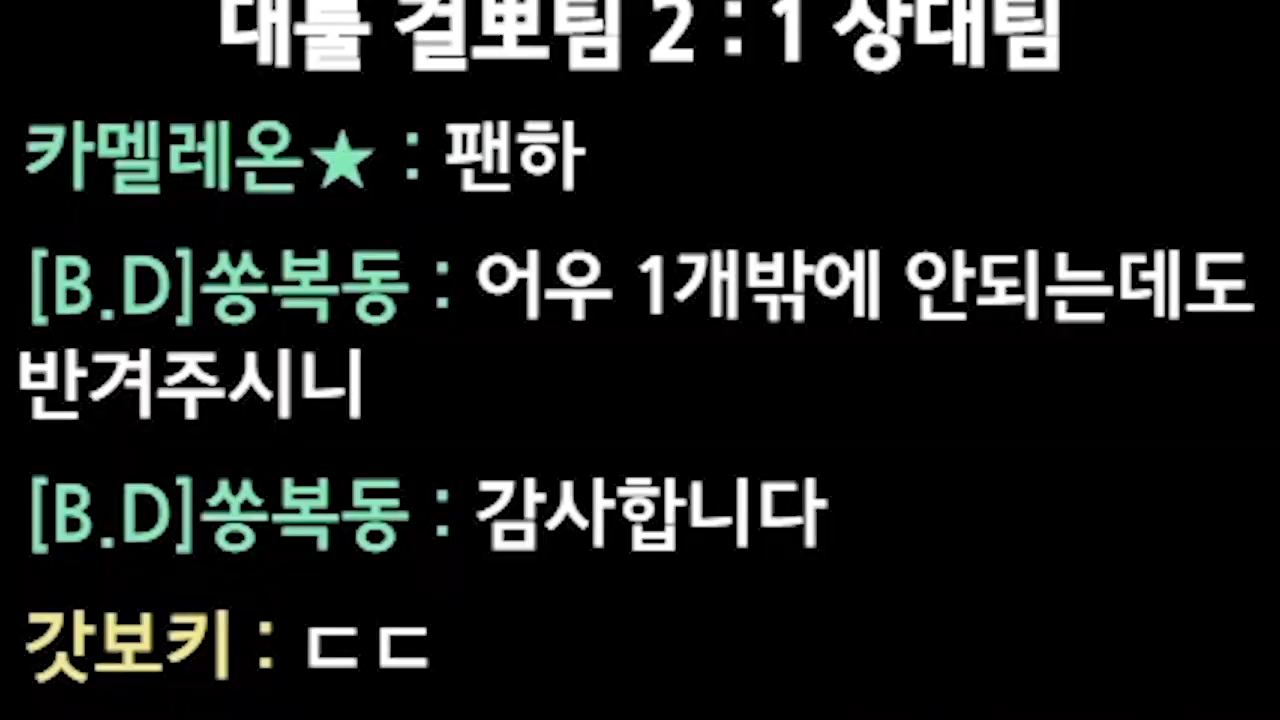 대룰 걸뽀팀 2 : 1 상대팀
카멜레온★ : 팬하
[B.D]쏭복동 : 어우 1개밖에 안되는데도
반겨주시니
[B.D]쏭복동 : 감사합니다
갓보키 : ㄷㄷ